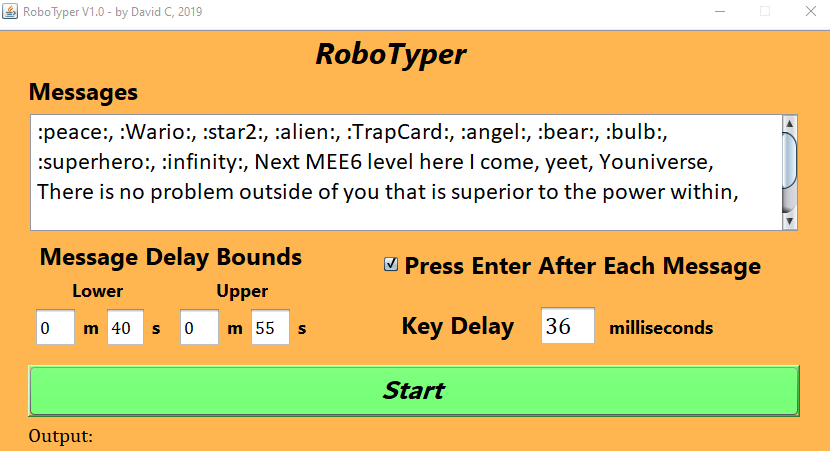 RoboTyper V1.0 - by David C, 2019
RoboTyper
Messages
:peace:, :Wario:, :star2:, :alien:, :TrapCard:, :angel:, :bear:, :bulb:,
:superhero:, :infinity:, Next MEE6 level here I come, yeet, Youniverse,
There is no problem outside of you that is superior to the power within,
Message Delay Bounds
Press Enter After Each Message
Lower Upper
0 m 40 s 0 m 55 s
Key Delay 36 milliseconds
Start
Output: